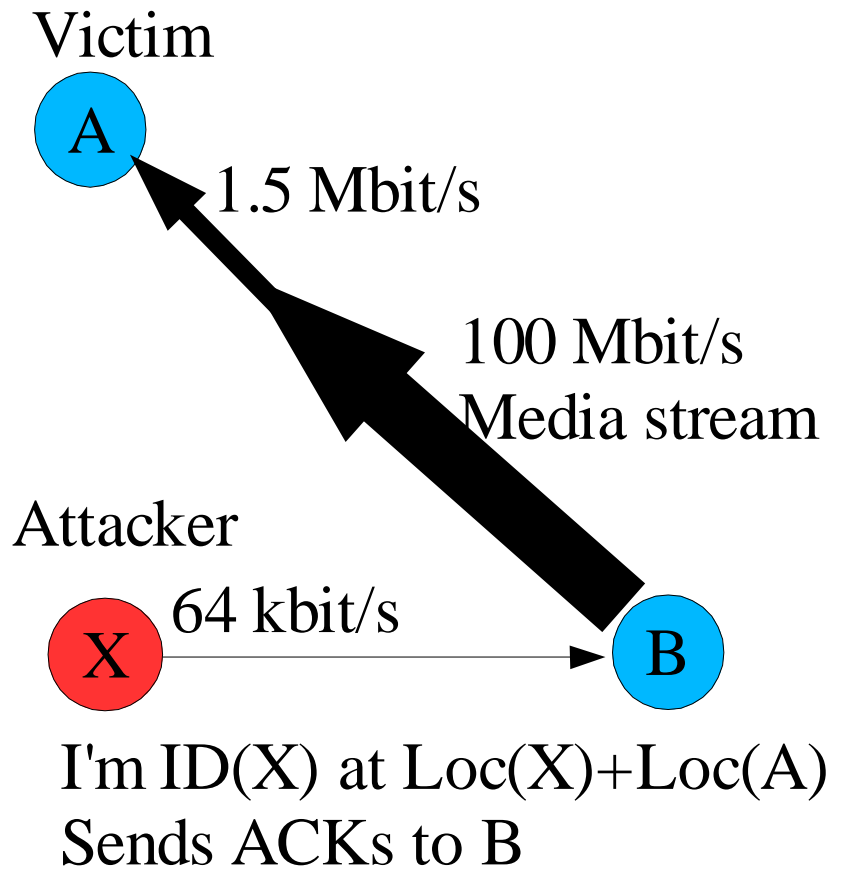 Victim
A
1.5 Mbit/s
100 Mbit/s
Media stream
Attacker
64 kbit/s
X
B
I'm ID(X) at Loc(X)+Loc(A)
Sends ACKs to B